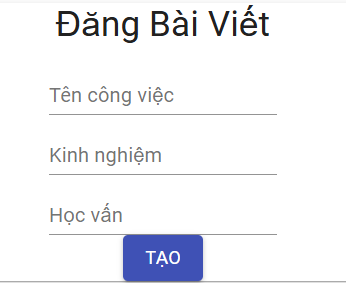 Đăng Bài Viết
Tên công việc
Kinh nghiệm
Học vấn
TẠO